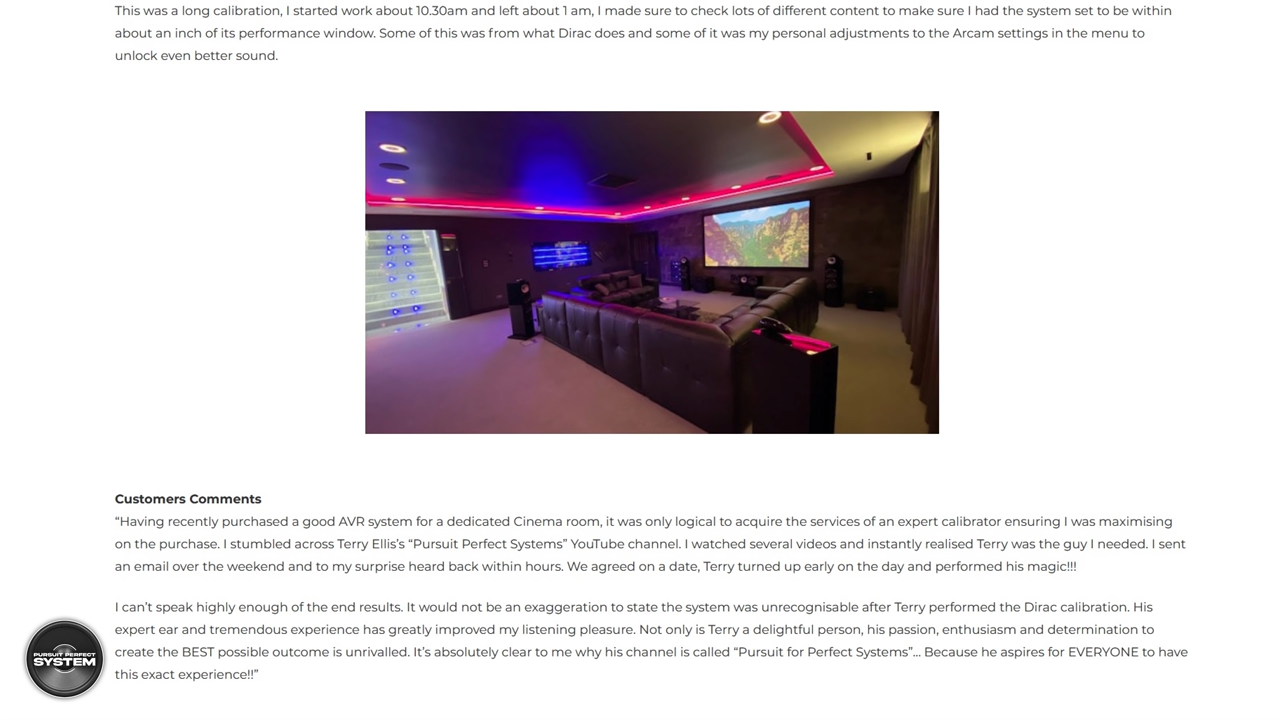 This was a long calibration, I started work about 10.30am and left about 1 am, I made sure to check lots of different content to make sure I had the system set to be within
about an inch of its performance window. Some of this was from what Dirac does and some of it was my personal adjustments to the Arcam settings in the menu to
unlock even better sound.
Customers Comments
“Having recently purchased a good AVR system for a dedicated Cinema room, it was only logical to acquire the services of an expert calibrator ensuring I was maximising
on the purchase. I stumbled across Terry Ellis’s “Pursuit Perfect Systems” YouTube channel. I watched several videos and instantly realised Terry was the guy I needed. I sent
an email over the weekend and to my surprise heard back within hours. We agreed on a date, Terry turned up early on the day and performed his magic!!!
I can’t speak highly enough of the end results. It would not be an exaggeration to state the system was unrecognisable after Terry performed the Dirac calibration. His
expert ear and tremendous experience has greatly improved my listening pleasure. Not only is Terry a delightful person, his passion, enthusiasm and determination to
create the BEST possible outcome is unrivalled. It’s absolutely clear to me why his channel is called “Pursuit for Perfect Systems”… Because he aspires for EVERYONE to have
this exact experience!!”
PURSUIT PERFECT
SYSTEM